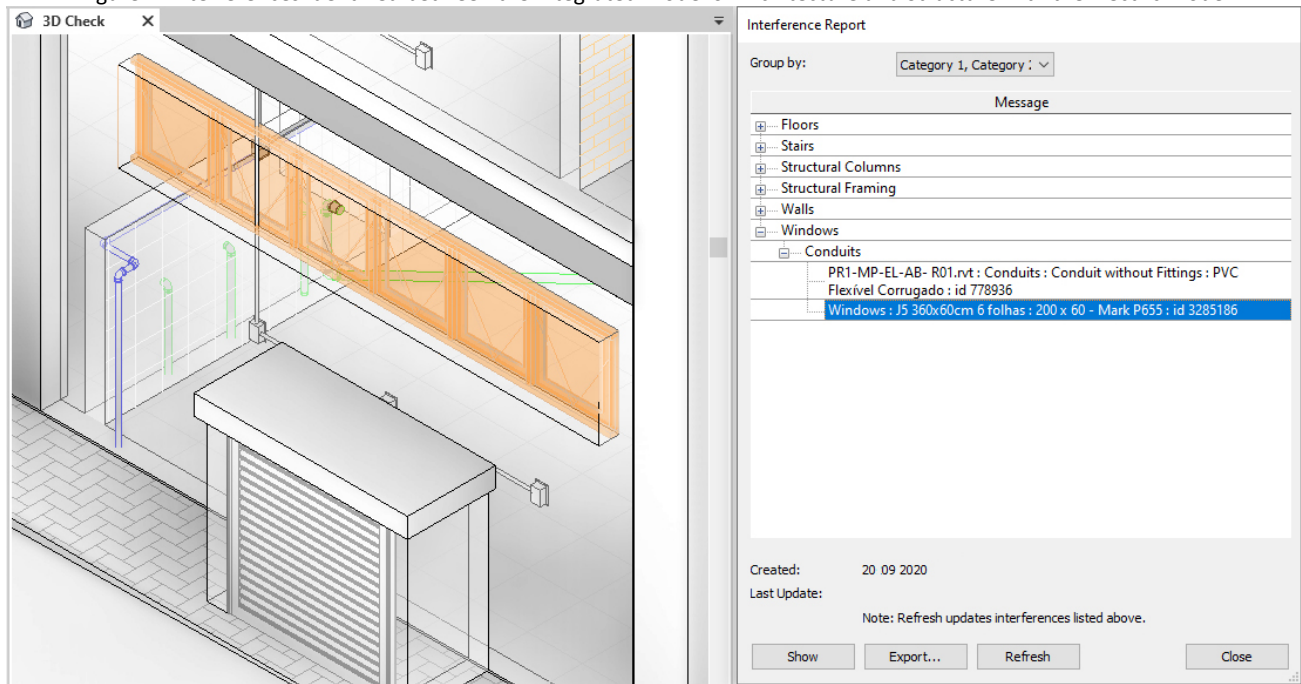 3D Check
Interference Report
Group by:
Category 1, Category
Message
Floors
Stairs
Structural Columns
Structural Framing
Walls
Windows
Conduits
PR1-MP-EL-AB- R01.rvt : Conduits : Conduit without Fittings : PVC
Flexível Corrugado : id 778936
Windows : J5 360x60cm 6 folhas : 200 x 60 - Mark P655 : id 3285186
Created: 20 09 2020
Last Update:
Note: Refresh updates interferences listed above.
Show Export... Refresh Close